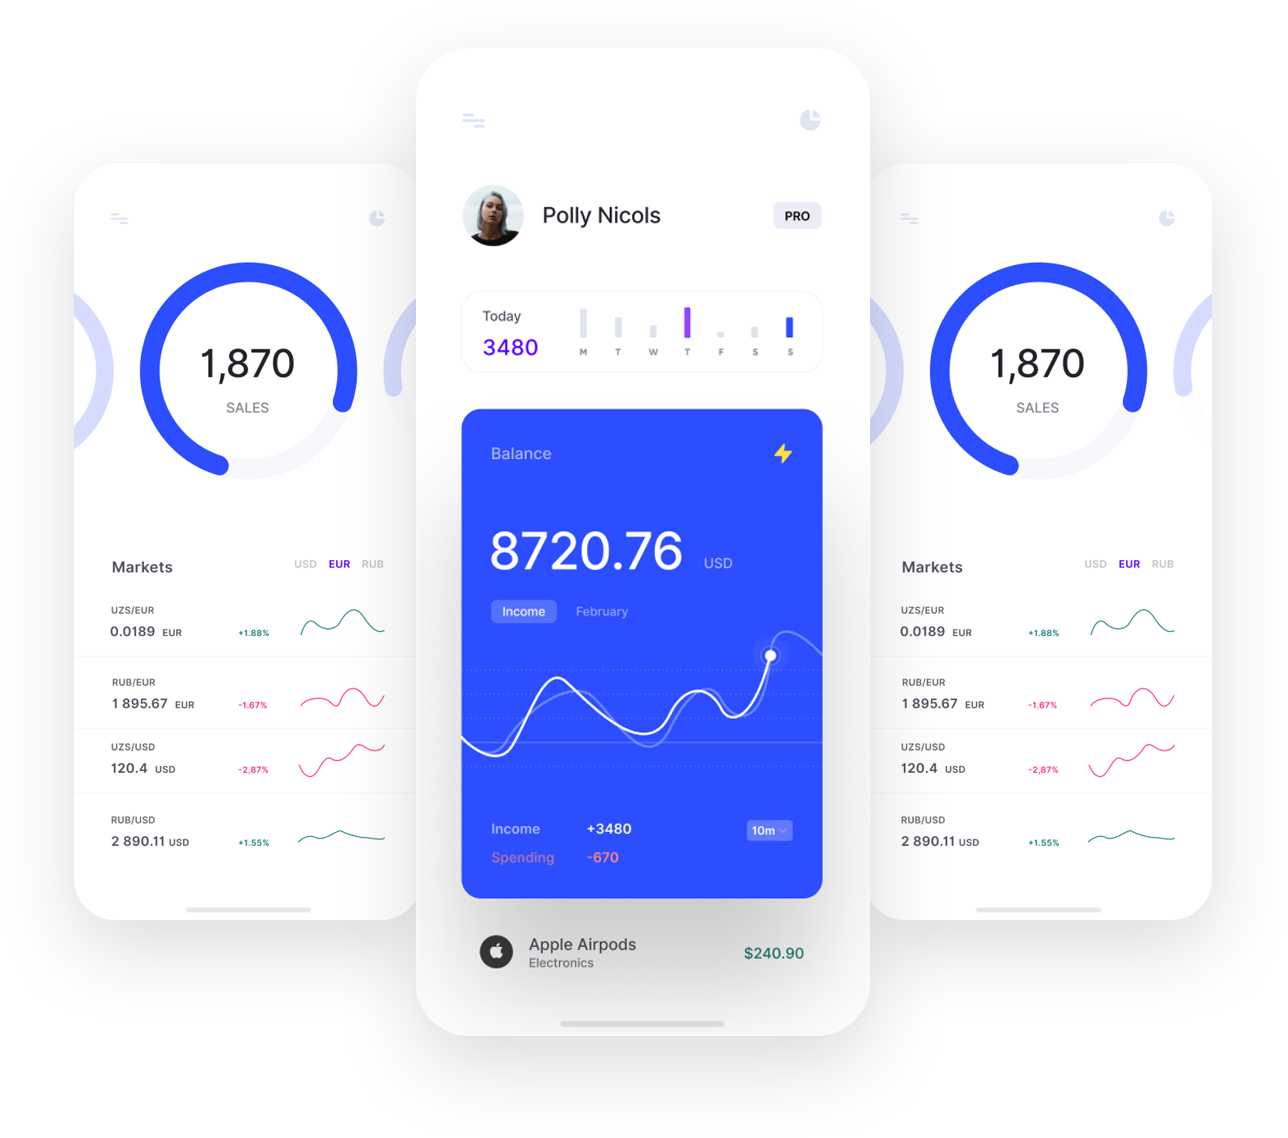 1,870
SALES
Markets
USD EUR RUB
UZS/EUR
0.0189 EUR +1.88%
RUB/EUR
1 895.67 EUR -1.67%
UZS/USD
120.4 USD -2,87%
RUB/USD
2 890.11 USD +1.55%
Polly Nicols
PRO
Today
3480
M T W T F S S
Balance
8720.76 USD
Income February
Income +3480
10m
Spending -670
Apple Airpods
Electronics
$240.90
1,870
SALES
Markets
USD EUR RUB
UZS/EUR
0.0189 EUR +1.88%
RUB/EUR
1 895.67 EUR -1.67%
UZS/USD
120.4 USD -2,87%
RUB/USD
2 890.11 USD +1.55%